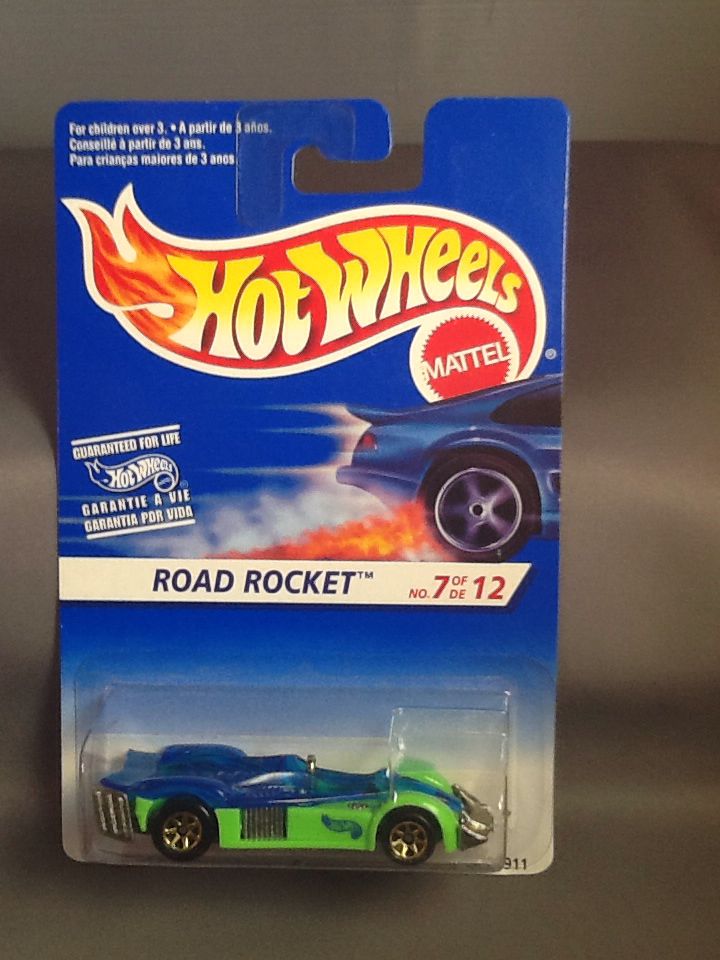 For children over 3. • A partir de 3 años.
Conseillé à partir de 3 ans.
Para crianças maiores de 3 anos
HOT WHEELS
MATTEL
®
GUARANTEED FOR LIFE
HOT WHEELS®
GARANTIE A VIE
GARANTIA POR VIDA
ROAD ROCKET™
NO. 7 OF
DE 12
911